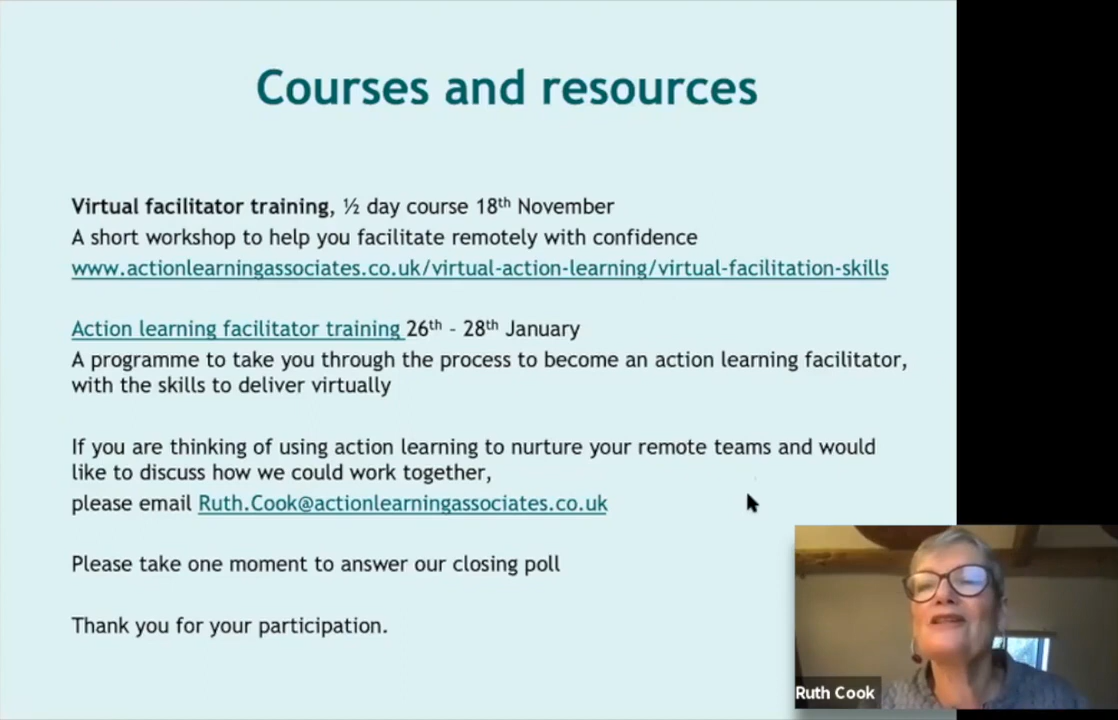 Courses and resources
Virtual facilitator training, ½ day course 18th November
A short workshop to help you facilitate remotely with confidence
www.actionlearningassociates.co.uk/virtual-action-learning/virtual-facilitation-skills
Action learning facilitator training 26th - 28th January
A programme to take you through the process to become an action learning facilitator,
with the skills to deliver virtually
If you are thinking of using action learning to nurture your remote teams and would
like to discuss how we could work together,
please email Ruth.Cook@actionlearningassociates.co.uk
Please take one moment to answer our closing poll
Thank you for your participation.
Ruth Cook